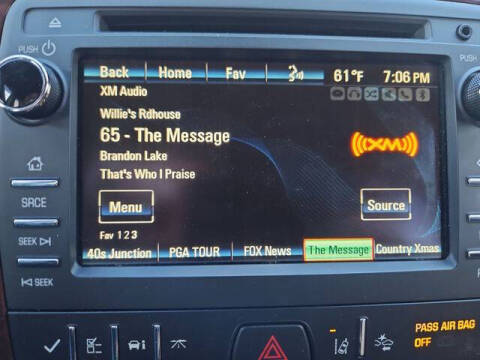 PUSH
Back Home Fav 61°F 7:06 PM
XM Audio
Willie's Rdhouse
65 - The Message
((XM))
Brandon Lake
That's Who I Praise
Menu Source
Fav 1 2 3
40s Junction PGA TOUR FOX News The Message Country Xmas
SRCE
SEEK
SEEK
PUSH
PASS AIR BAG
OFF